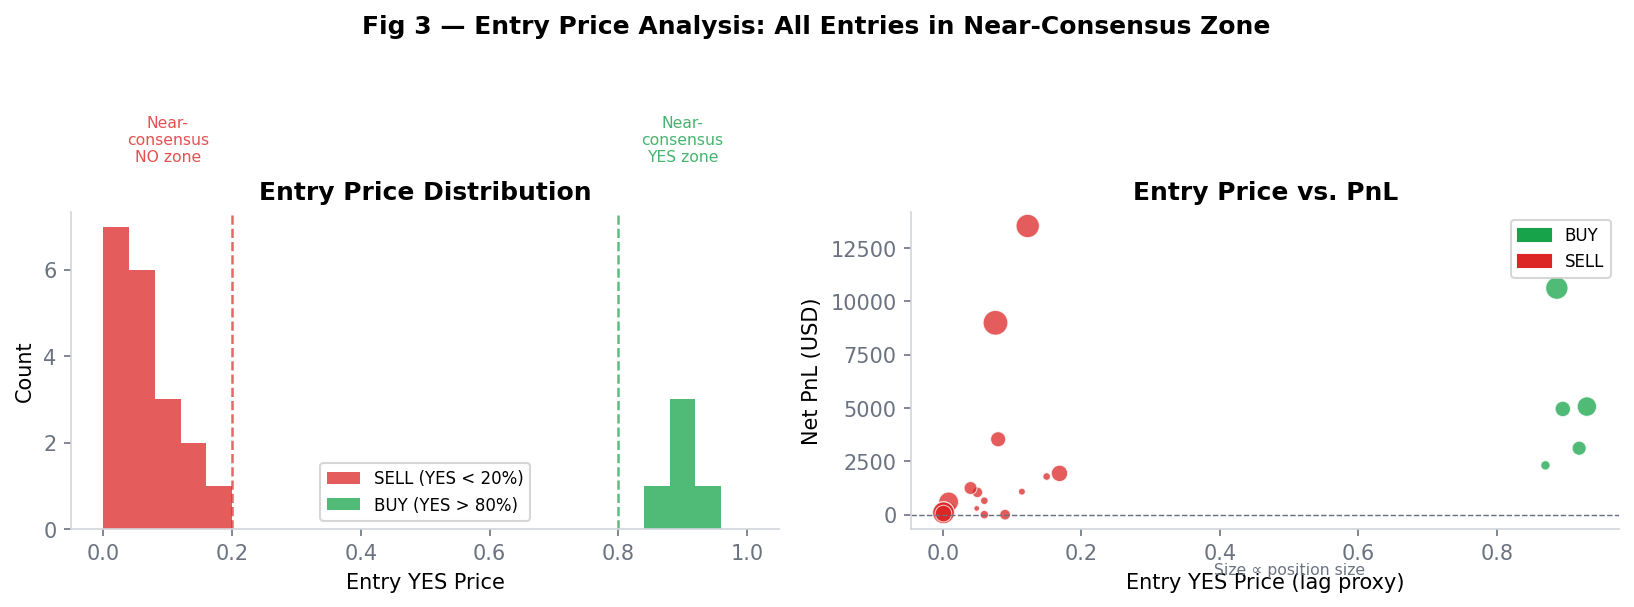 Fig 3 — Entry Price Analysis: All Entries in Near-Consensus Zone
Near-
consensus
NO zone
Near-
consensus
YES zone
Entry Price Distribution
Count
6
4
2
0
0.0
0.2
0.4
0.6
0.8
1.0
Entry YES Price
SELL (YES < 20%)
BUY (YES > 80%)
Entry Price vs. PnL
Net PnL (USD)
12500
10000
7500
5000
2500
0
0.0
0.2
0.4
0.6
0.8
BUY
SELL
Size ∝ position size
Entry YES Price (lag proxy)